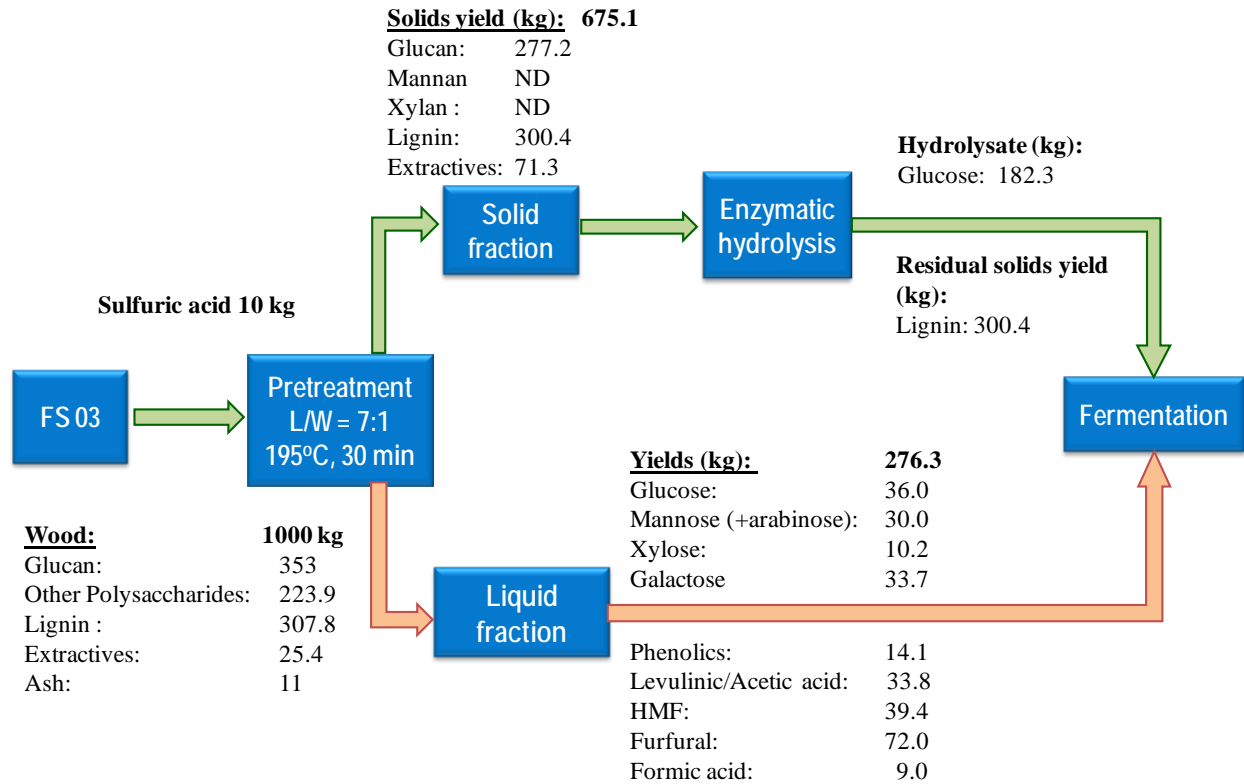 Solids yield (kg): 675.1
Glucan: 277.2
Mannan ND
Xylan : ND
Lignin: 300.4
Extractives: 71.3
Solid
fraction
Enzymatic
hydrolysis
Hydrolysate (kg):
Glucose: 182.3
Residual solids yield
(kg):
Lignin: 300.4
Sulfuric acid 10 kg
FS 03
Pretreatment
L/W = 7:1
195ºC, 30 min
Fermentation
Wood: 1000 kg
Glucan: 353
Other Polysaccharides: 223.9
Lignin : 307.8
Extractives: 25.4
Ash: 11
Liquid
fraction
Yields (kg): 276.3
Glucose: 36.0
Mannose (+arabinose): 30.0
Xylose: 10.2
Galactose 33.7
Phenolics: 14.1
Levulinic/Acetic acid: 33.8
HMF: 39.4
Furfural: 72.0
Formic acid: 9.0